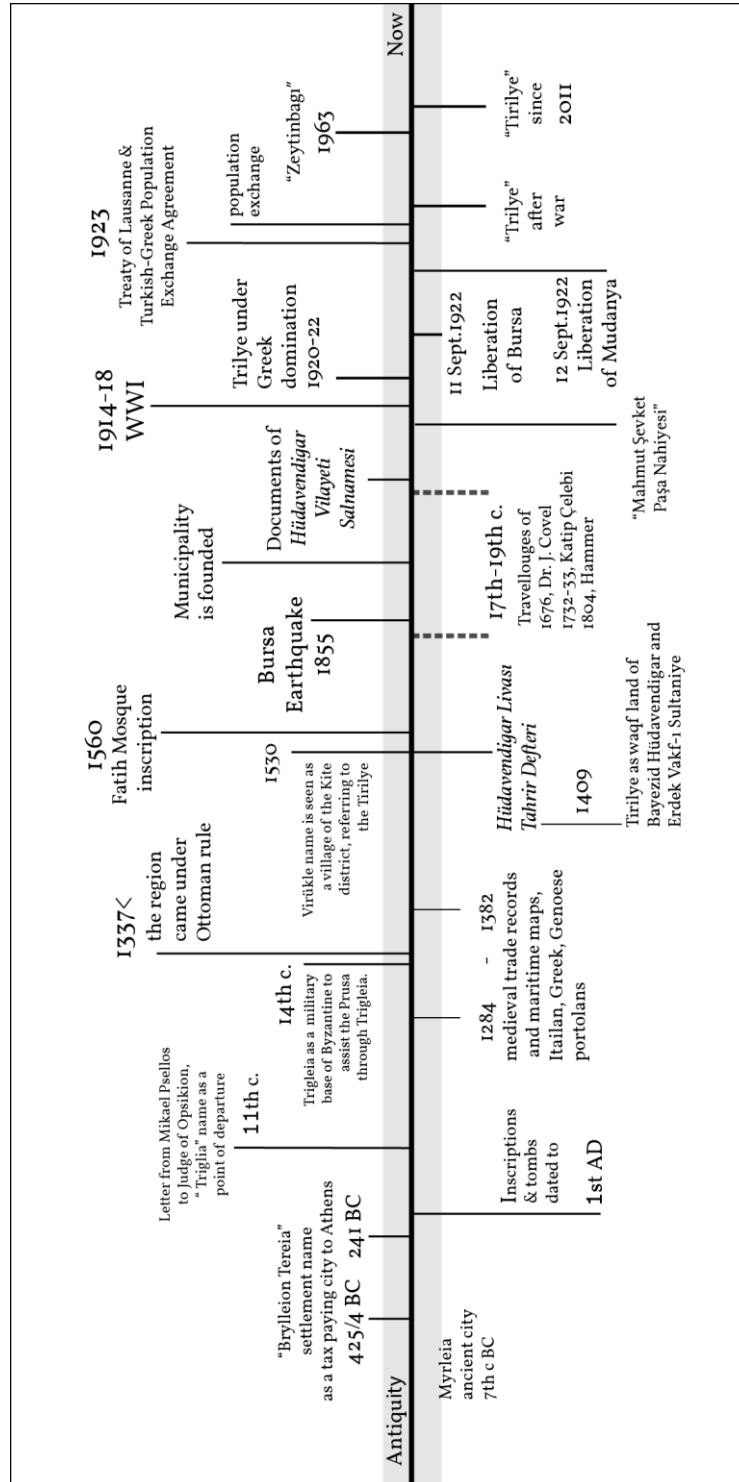 Antiquity
Now
"Brylleion Tereia"
settlement name
as a tax paying city to Athens
425/4 BC 241 BC
Letter from Mikael Psellos
to Judge of Opsikion,
" Triglia" name as a
point of departure
11th c.
14th c.
Trigleia as a military
base of Byzantine to
assist the Prusa
through Trigleia.
1337<
the region
came under
Ottoman rule
1530
Virükle name is seen as
a village of the Kite
district, referring to
the Tirilye
1560
Fatih Mosque
inscription
Bursa
Earthquake
1855
Municipality
is founded
Documents of
Hüdavendigar
Vilayeti
Salnamesi
1914-18
WWI
Trilye under
Greek
domination
1920-22
1923
Treaty of Lausanne &
Turkish-Greek Population
Exchange Agreement
population
exchange
"Zeytinbagı"
1963
Myrleia
ancient city
7th c BC
Inscriptions
& tombs
dated to
1st AD
1284 - 1382
medieval trade records
and maritime maps,
Itailan, Greek, Genoese
portolans
Hüdavendigar Livası
Tahrir Defteri
1409
Tirilye as waqf land of
Bayezid Hüdavendigar and
Erdek Vakf-ı Sultaniye
17th-19th c.
Travellouges of
1676, Dr. J. Covel
1732-33, Katip Çelebi
1804, Hammer
"Mahmut Şevket
Paşa Nahiyesi"
11 Sept.1922
Liberation
of Bursa
12 Sept.1922
Liberation
of Mudanya
"Trilye"
after
war
"Tirilye"
since
2011